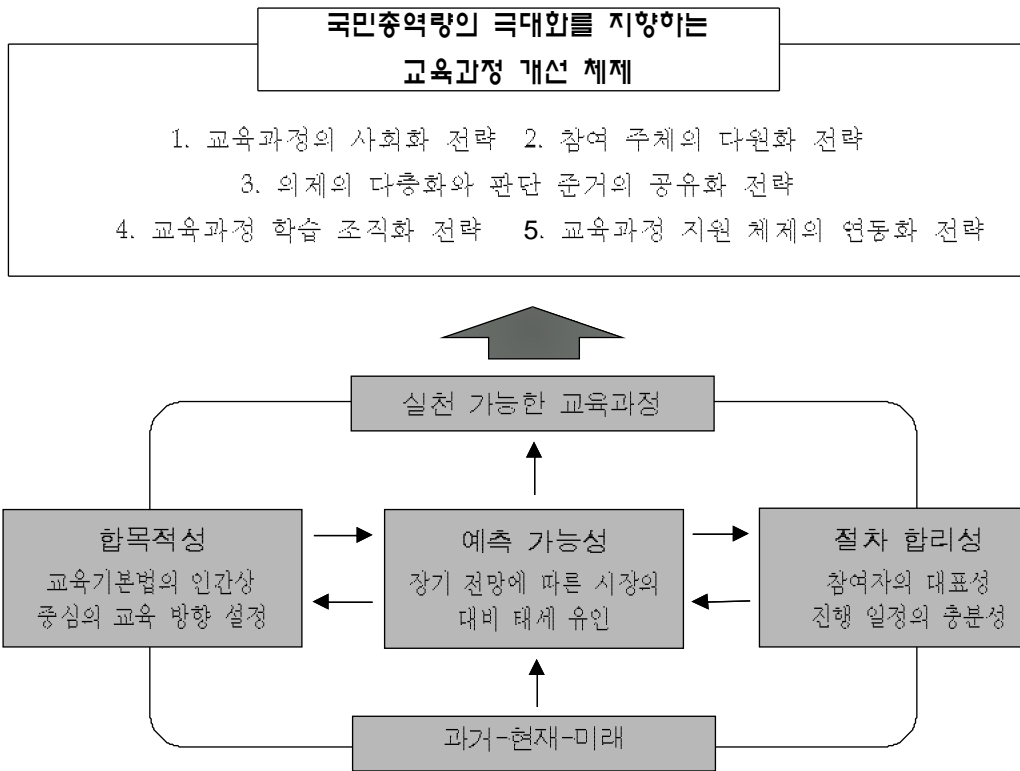 국민총역량의 극대화를 지향하는
교육과정 개선 체제
1. 교육과정의 사회화 전략 2. 참여 주체의 다원화 전략
3. 의제의 다층화와 판단 준거의 공유화 전략
4. 교육과정 학습 조직화 전략 5. 교육과정 지원 체제의 연동화 전략
실천 가능한 교육과정
합목적성
교육기본법의 인간상
중심의 교육 방향 설정
예측 가능성
장기 전망에 따른 시장의
대비 태세 유인
절차 합리성
참여자의 대표성
진행 일정의 충분성
과거-현재-미래